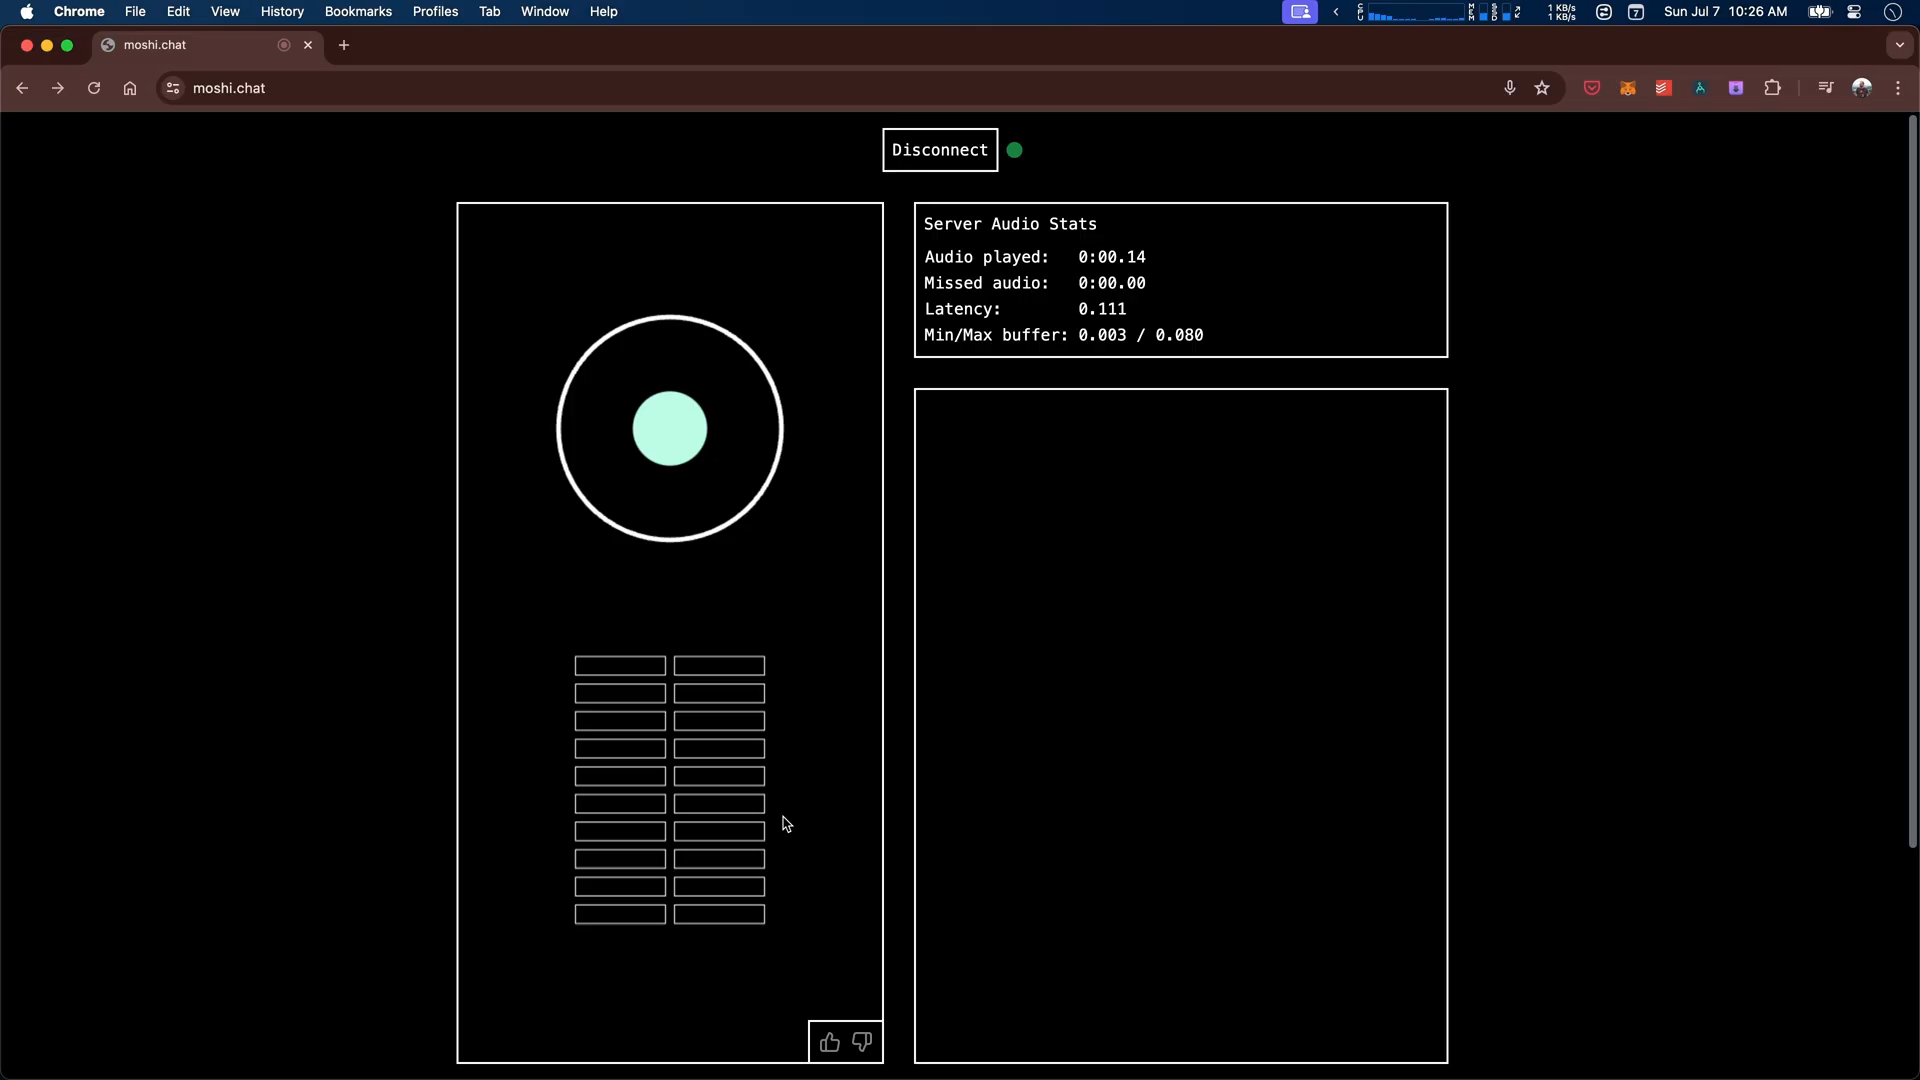 Chrome File Edit View History Bookmarks Profiles Tab Window Help
1 KB/s
1 KB/s
7
Sun Jul 7 10:26 AM
moshi.chat
moshi.chat
Disconnect
Server Audio Stats
Audio played: 0:00.14
Missed audio: 0:00.00
Latency: 0.111
Min/Max buffer: 0.003 / 0.080